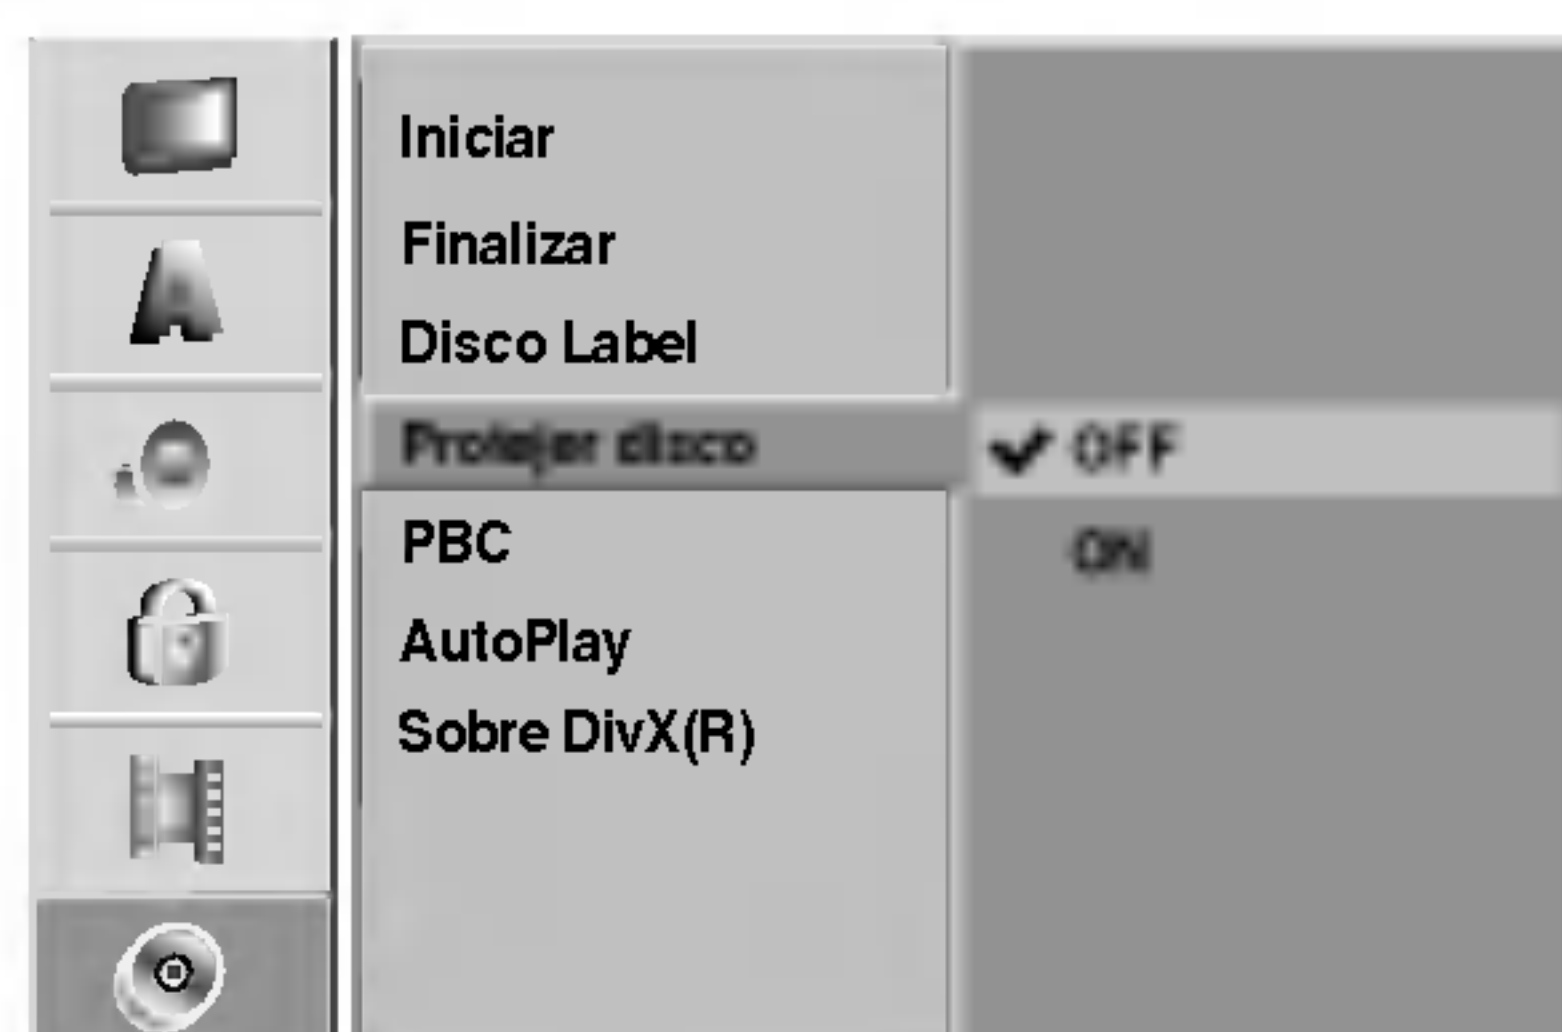 Iniciar
Finalizar
Disco Label
Protejer disco
OFF
PBC
ON
AutoPlay
Sobre DivX(R)